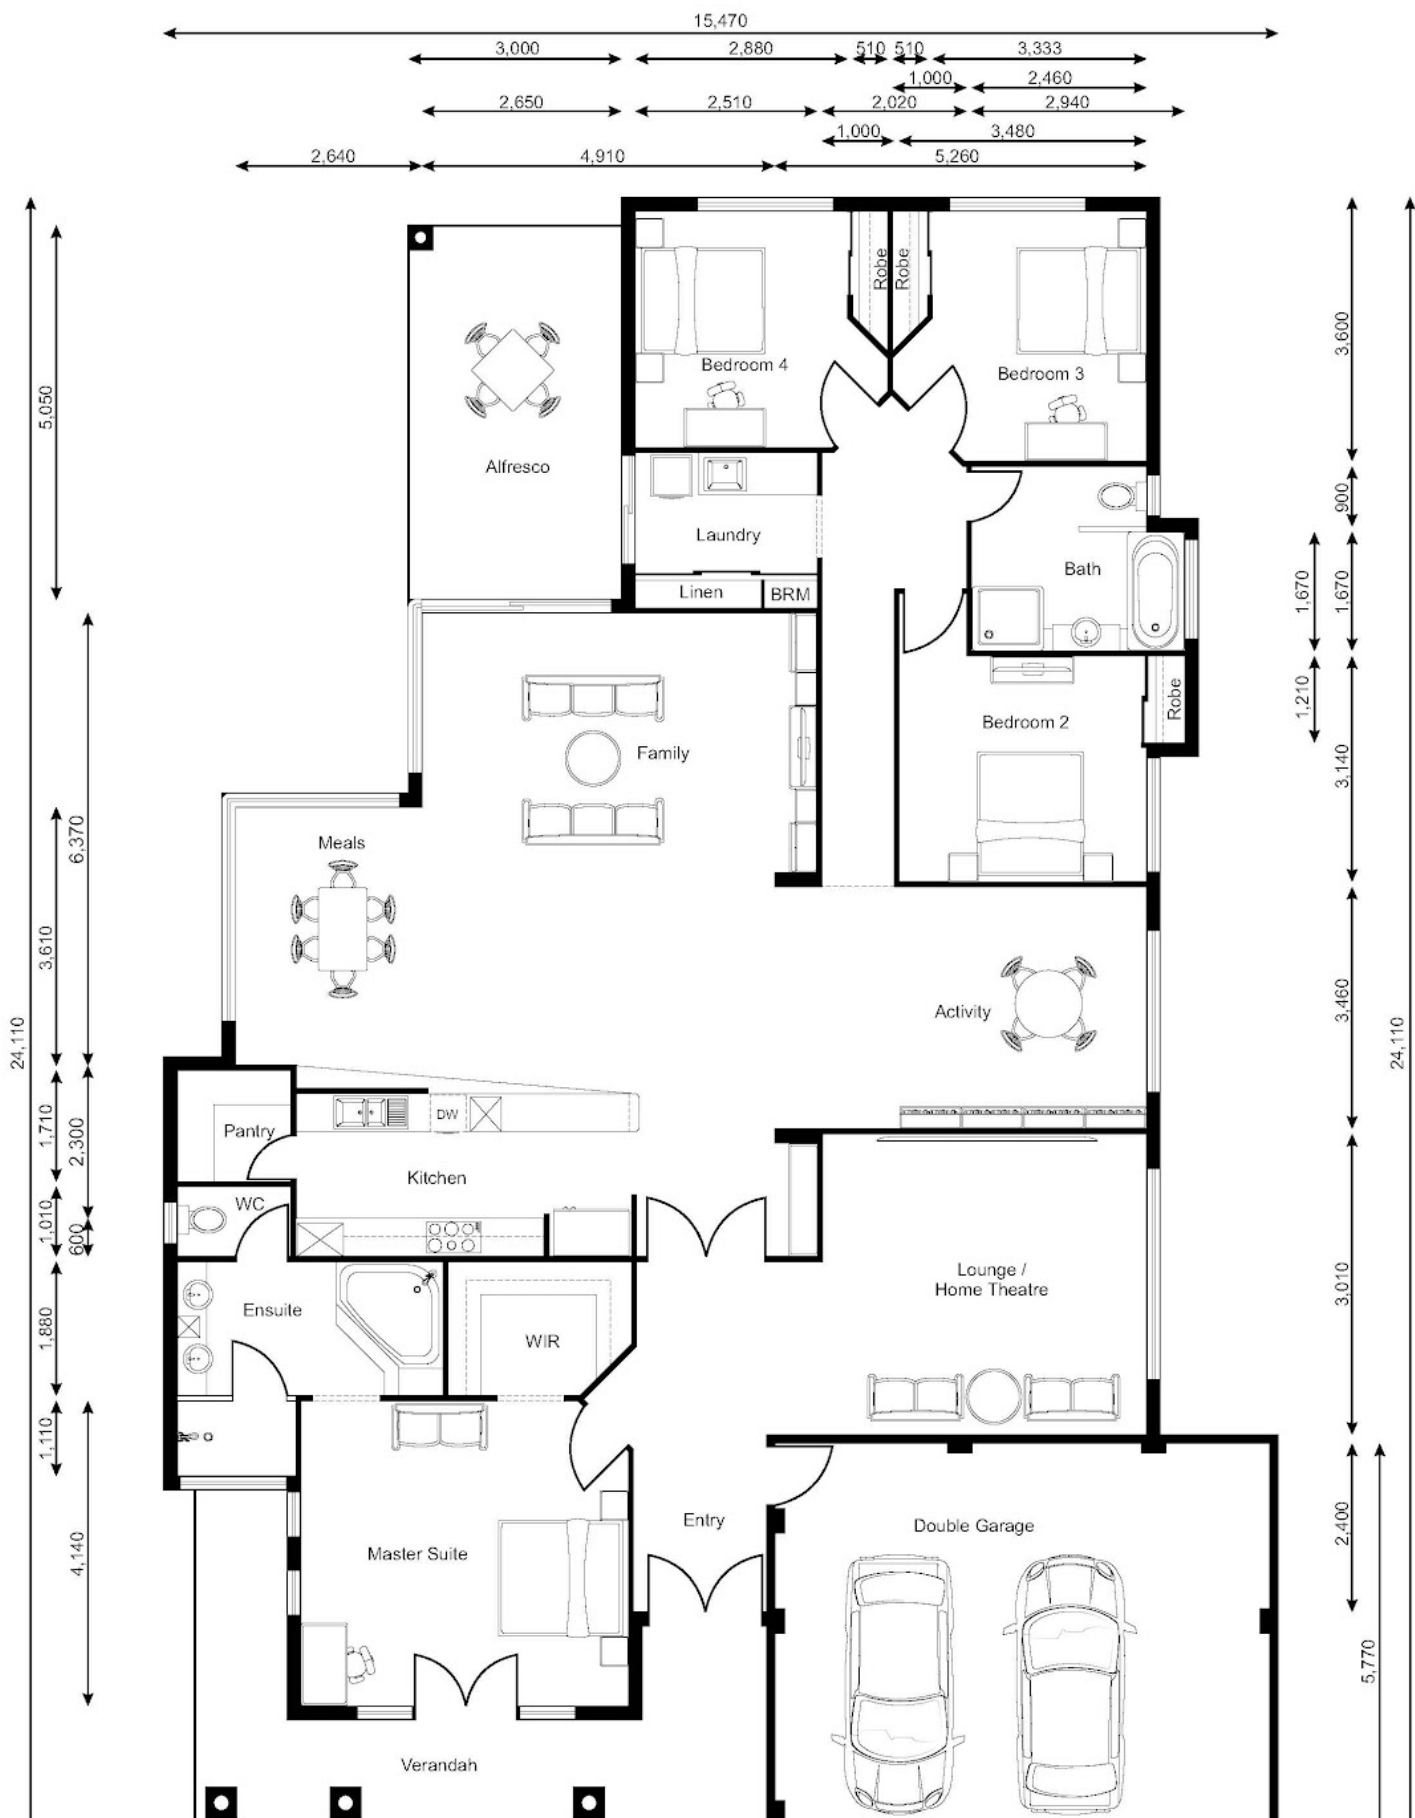 15,470
3,000 2,880 510 510 3,333
1,000 2,460
2,650 2,510 2,020 2,940
1,000 3,480
2,640 4,910 5,260
Robe Robe
Bedroom 4
Bedroom 3
3,600
5,050
Alfresco
900
Laundry
Bath
Linen BRM
1,670 1,670
Robe
1,210
Bedroom 2
Family
3,140
Meals
6,370
3,610
Activity
3,460
24,110
24,110
DW
1,710
2,300
Pantry
Kitchen
WC
1,010
600
Lounge /
Home Theatre
3,010
Ensuite
1,880
WIR
1,110
Entry
Double Garage
2,400
Master Suite
4,140
5,770
Verandah